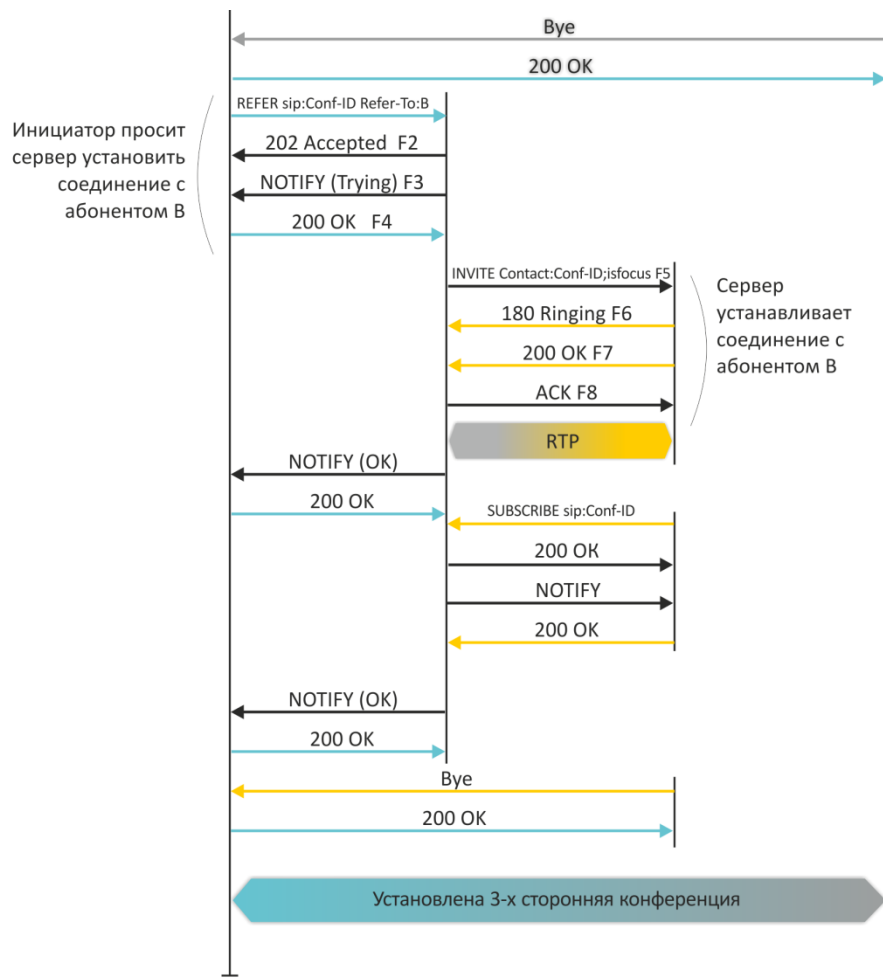 Bye
200 OK
REFER sip:Conf-ID Refer-To:B
Инициатор просит
сервер установить
соединение с
абонентом B
202 Accepted F2
NOTIFY (Trying) F3
200 OK F4
INVITE Contact:Conf-ID;isfocus F5
180 Ringing F6
200 OK F7
ACK F8
Сервер
устанавливает
соединение с
абонентом B
RTP
NOTIFY (OK)
200 OK
SUBSCRIBE sip:Conf-ID
200 OK
NOTIFY
200 OK
NOTIFY (OK)
200 OK
Bye
200 OK
Установлена 3-х сторонняя конференция